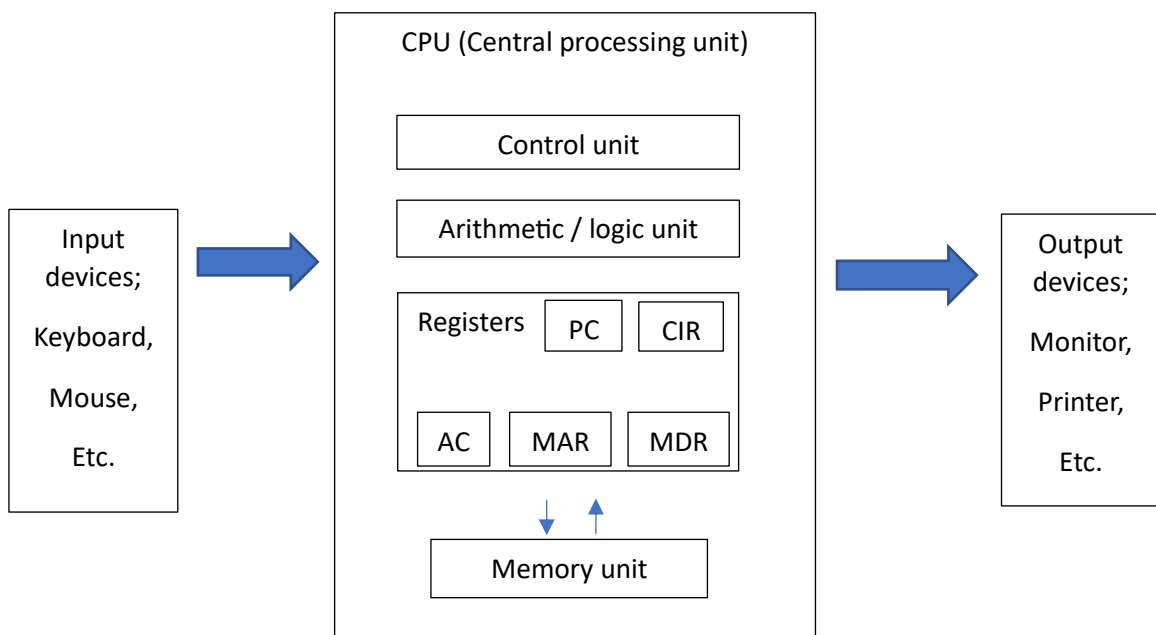 CPU (Central processing unit)
Control unit
Arithmetic / logic unit
Registers
PC
CIR
AC
MAR
MDR
Memory unit
Input
devices;
Keyboard,
Mouse,
Etc.
Output
devices;
Monitor,
Printer,
Etc.